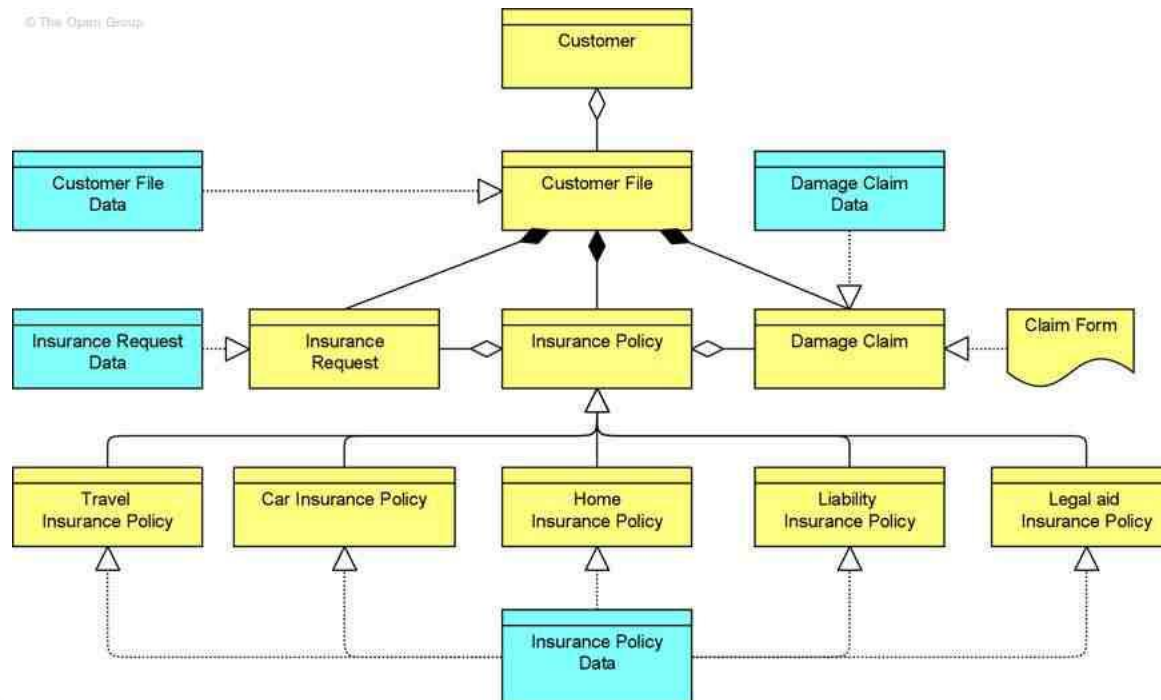 © The Open Group
Customer
Customer File
Data
Customer File
Damage Claim
Data
Insurance Request
Data
Insurance
Request
Insurance Policy
Damage Claim
Claim Form
Travel
Insurance Policy
Car Insurance Policy
Home
Insurance Policy
Liability
Insurance Policy
Legal aid
Insurance Policy
Insurance Policy
Data